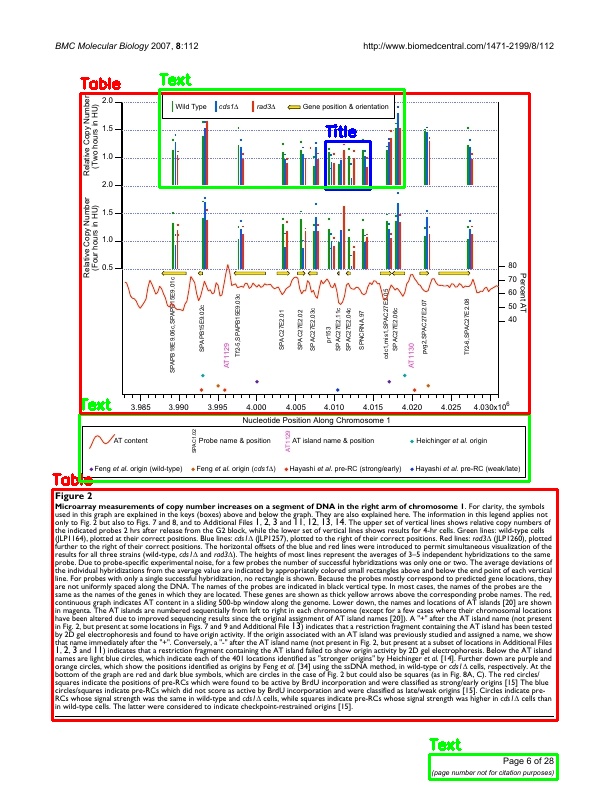 BMC Molecular Biology 2007, 8:112
http://www.biomedcentral.com/1471-2199/8/112
Table
Text
Wild Type cds1Δ rad3Δ Gene position & orientation
Title
Relative Copy Number
(Two hours in HU)
2.0
1.5
1.0
2.0
Relative Copy Number
(Four hours in HU)
1.5
1.0
0.5
80
70
60
50
40
Percent AT
SPAPB15E9.02c
AT1129
SPAC27E2.01
SPAC27E2.02
SPAC27E2.03c
prl53
SPAC27E2.11c
SPAC27E2.04c
SPNCRNA.97
SPAC27E2.06c
AT1130
pvg2,SPAC27E2.07
Tf2-6,SPAC27E2.08
3.985 3.990 3.995 4.000 4.005 4.010 4.015 4.020 4.025 4.030x10⁶
Text
Nucleotide Position Along Chromosome 1
AT content
SPAC1.02
Probe name & position
AT1129
AT island name & position
Heichinger et al. origin
Feng et al. origin (wild-type) Feng et al. origin (cds1Δ) Hayashi et al. pre-RC (strong/early) Hayashi et al. pre-RC (weak/late)
Table
Figure 2
Microarray measurements of copy number increases on a segment of DNA in the right arm of chromosome 1. For clarity, the symbols
used in this graph are explained in the keys (boxes) above and below the graph. They are also explained here. The information in this legend applies not
only to Fig. 2 but also to Figs. 7 and 8, and to Additional Files 1, 2, 3 and 11, 12, 13, 14. The upper set of vertical lines shows relative copy numbers of
the indicated probes 2 hrs after release from the G2 block, while the lower set of vertical lines shows results for 4-hr cells. Green lines: wild-type cells
(JLP1164), plotted at their correct positions. Blue lines: cds1Δ (JLP1257), plotted to the right of their correct positions. Red lines: rad3Δ (JLP1260), plotted
further to the right of their correct positions. The horizontal offsets of the blue and red lines were introduced to permit simultaneous visualization of the
results for all three strains (wild-type, cds1Δ and rad3Δ). The heights of most lines represent the averages of 3–5 independent hybridizations to the same
probe. Due to probe-specific experimental noise, for a few probes the number of successful hybridizations was only one or two. The average deviations of
the individual hybridizations from the average value are indicated by appropriately colored small rectangles above and below the end point of each vertical
line. For probes with only a single successful hybridization, no rectangle is shown. Because the probes mostly correspond to predicted gene locations, they
are not uniformly spaced along the DNA. The names of the probes are indicated in black vertical type. In most cases, the names of the probes are the
same as the names of the genes in which they are located. These genes are shown as thick yellow arrows above the corresponding probe names. The red,
continuous graph indicates AT content in a sliding 500-bp window along the genome. Lower down, the names and locations of AT islands [20] are shown
in magenta. The AT islands are numbered sequentially from left to right in each chromosome (except for a few cases where their chromosomal locations
have been altered due to improved sequencing results since the original assignment of AT island names [20]). A "+" after the AT island name (not present
in Fig. 2, but present at some locations in Figs. 7 and 9 and Additional File 13) indicates that a restriction fragment containing the AT island has been tested
by 2D gel electrophoresis and found to have origin activity. If the origin associated with an AT island was previously studied and assigned a name, we show
that name immediately after the "+". Conversely, a "-" after the AT island name (not present in Fig. 2, but present at a subset of locations in Additional Files
1, 2, 3 and 11) indicates that a restriction fragment containing the AT island failed to show origin activity by 2D gel electrophoresis. Below the AT island
names are light blue circles, which indicate each of the 401 locations identified as "stronger origins" by Heichinger et al. [14]. Further down are purple and
orange circles, which show the positions identified as origins by Feng et al. [34] using the ssDNA method, in wild-type or cds1Δ cells, respectively. At the
bottom of the graph are red and dark blue symbols, which are circles in the case of Fig. 2 but could also be squares (as in Fig. 8A, C). The red circles/
squares indicate the positions of pre-RCs which were found to be active by BrdU incorporation and were classified as strong/early origins [15] The blue
circles/squares indicate pre-RCs which did not score as active by BrdU incorporation and were classified as late/weak origins [15]. Circles indicate pre-
RCs whose signal strength was the same in wild-type and cds1Δ cells, while squares indicate pre-RCs whose signal strength was higher in cds1Δ cells than
in wild-type cells. The latter were considered to indicate checkpoint-restrained origins [15].
Text
Page 6 of 28
(page number not for citation purposes)